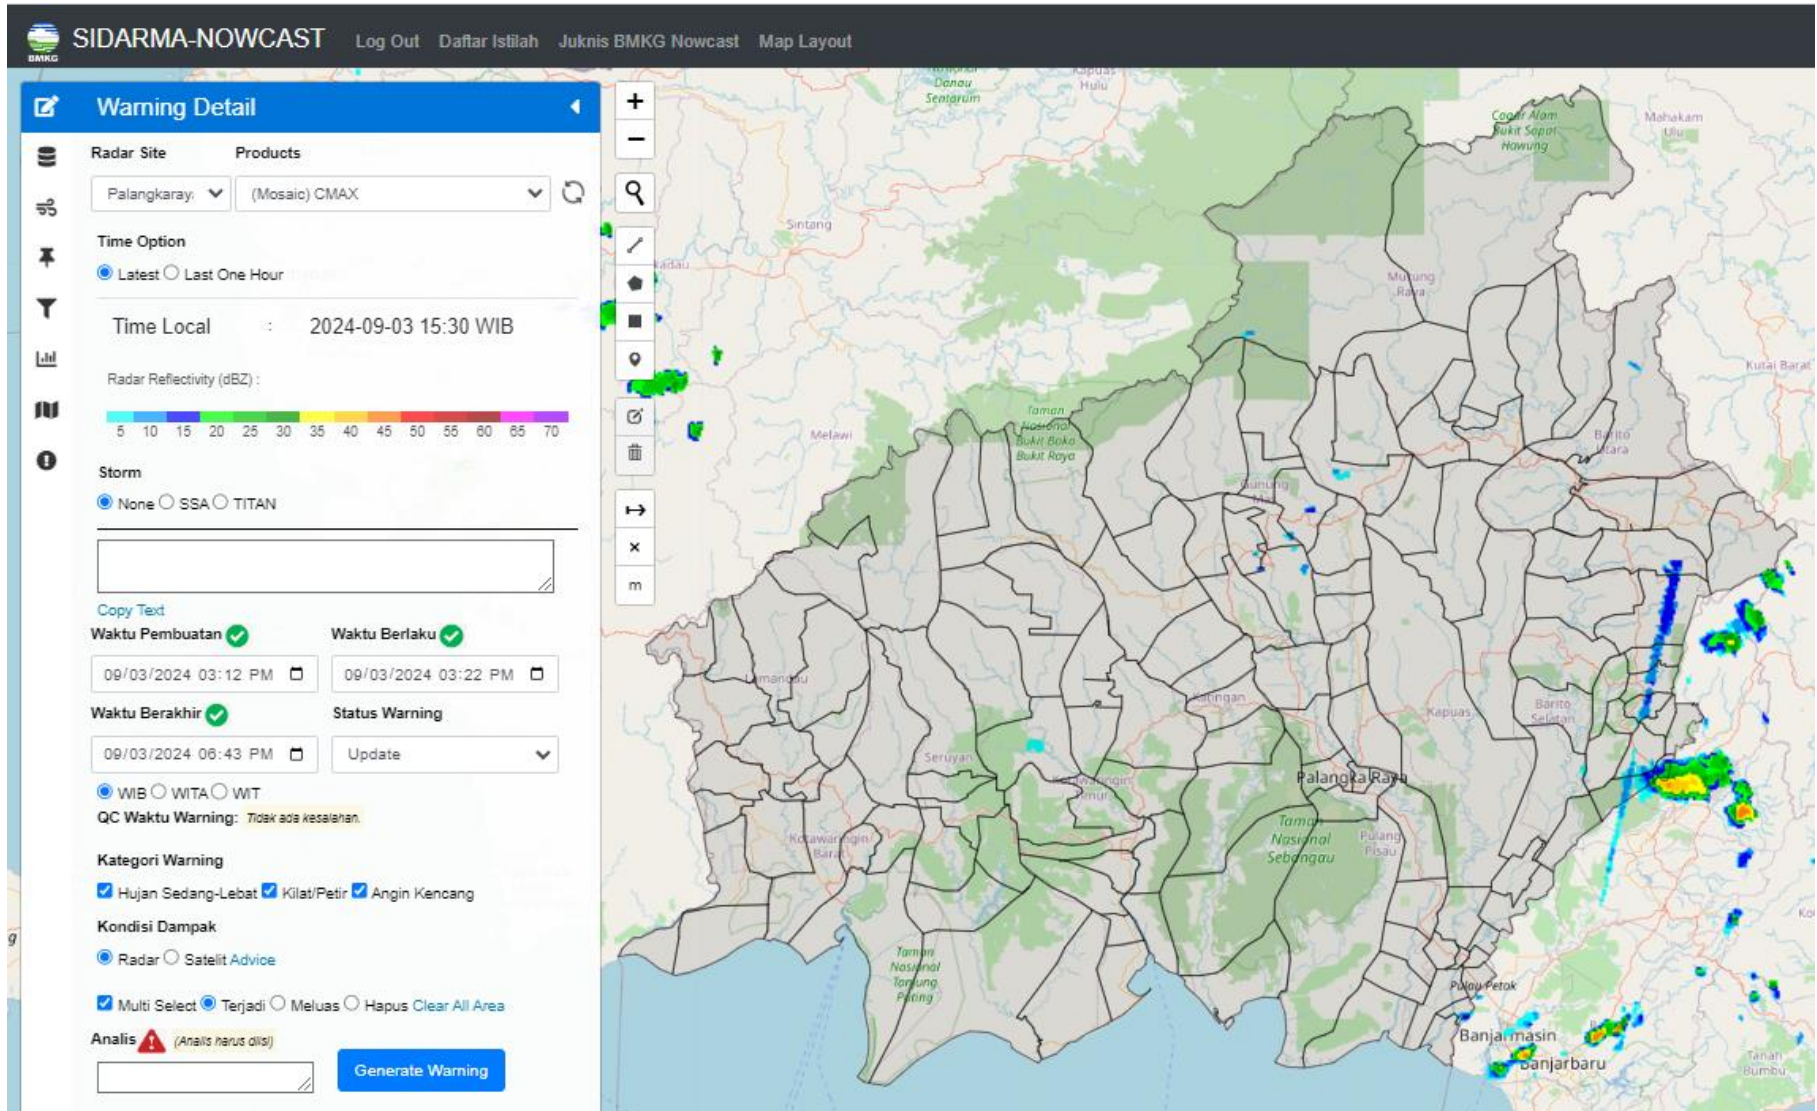 BMKG
SIDARMA-NOWCAST Log Out Daftar Istilah Juknis BMKG Nowcast Map Layout
Warning Detail
Radar Site Products
Palangkaray (Mosaic) CMAX
Time Option
Latest Last One Hour
Time Local : 2024-09-03 15:30 WIB
Radar Reflectivity (dBZ) :
5 10 15 20 25 30 35 40 45 50 55 60 65 70
Storm
None SSA TITAN
Copy Text
Waktu Pembuatan Waktu Berlaku
09/03/2024 03:12 PM 09/03/2024 03:22 PM
Waktu Berakhir Status Warning
09/03/2024 06:43 PM Update
WIB WITA WIT
QC Waktu Warning: Tidak ada kesalahan.
Kategori Warning
Hujan Sedang-Lebat Kilat/Petir Angin Kencang
Kondisi Dampak
Radar Satelit Advice
Multi Select Terjadi Meluas Hapus Clear All Area
Analis (Analis harus diisi)
Generate Warning
+
−
×
m
Danau
Sentarum
Kapuas
Hulu
Cagar Alam
Bukit Sapat
Hawung
Mahakam
Ulu
Sintang
kadau
Murung
Raya
Kutai Barat
Melawi
Taman
Nasional
Bukit Baka
Bukit Raya
Barito
Utara
Gunung
Mas
Lamandau
Katingan
Kapuas
Barito
Selatan
Seruyan
Kotawaringin
Timur
Palangka Raya
Taman
Nasional
Sebangau
Pulang
Pisau
Kotawaringin
Barat
Taman
Nasional
Tanjung
Puting
Pulau Petak
Banjarmasin
Banjarbaru
Tanah
Bumbu